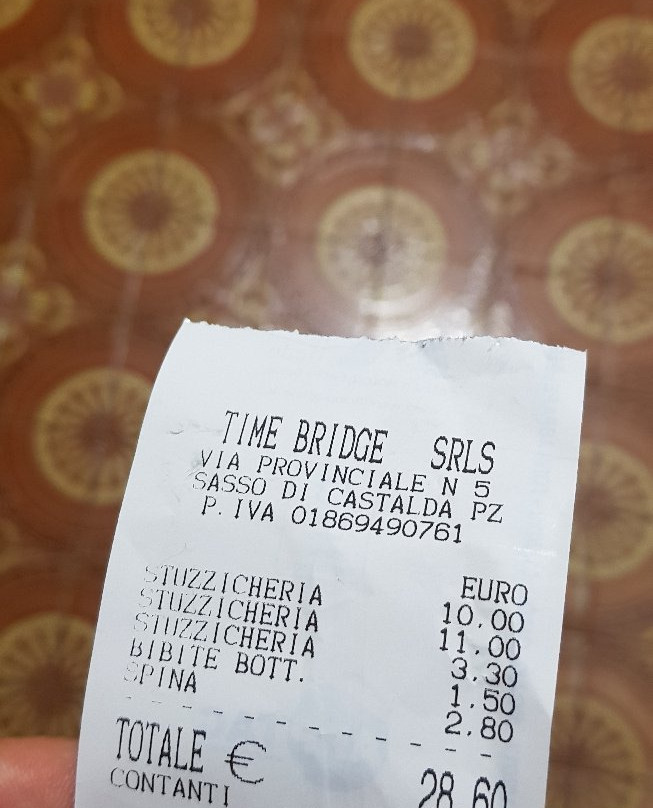 TIME BRIDGE SRLS
VIA PROVINCIALE N 5
SASSO DI CASTALDA PZ
P.IVA 01869490761
EURO
STUZZICHERIA 10.00
STUZZICHERIA 11.00
STUZZICHERIA 3.30
BIBITE BOTT. 1.50
SPINA 2.80
TOTALE € 28.60
CONTANTI